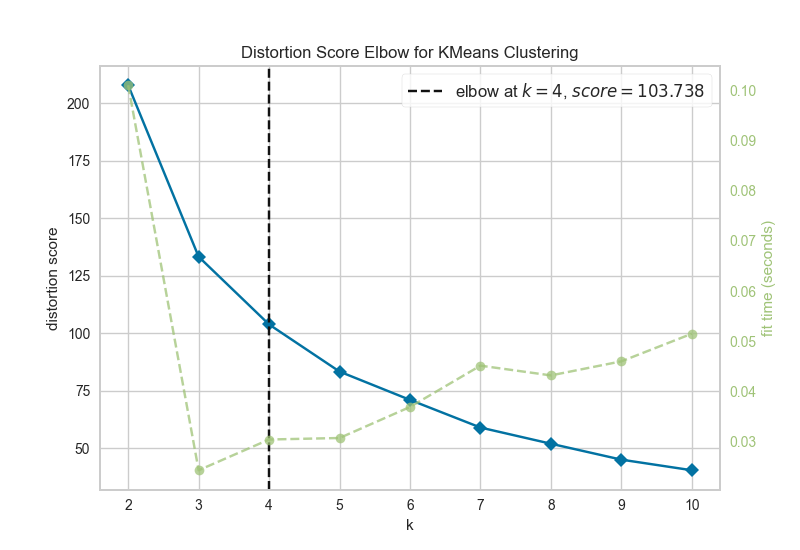 Distortion Score Elbow for KMeans Clustering
elbow at k = 4, score = 103.738
distortion score
200
175
150
125
100
75
50
0.10
0.09
0.08
0.07
0.06
0.05
0.04
0.03
fit time (seconds)
2 3 4 5 6 7 8 9 10
k